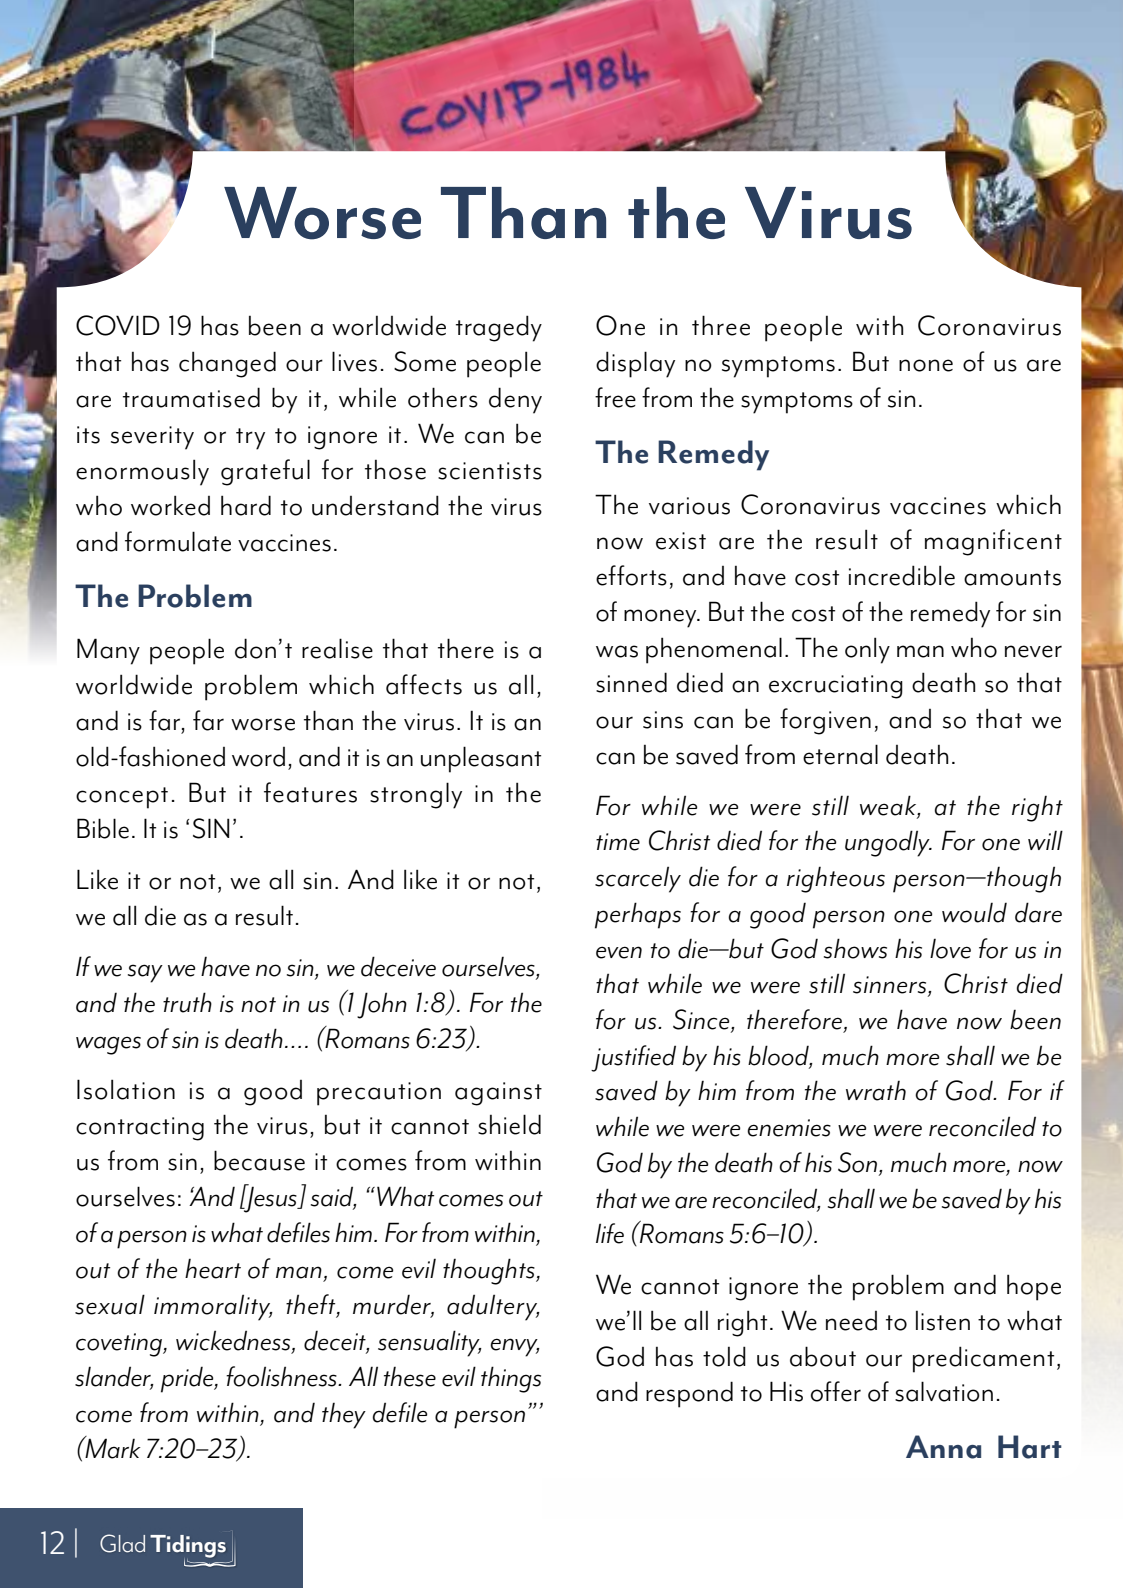 COVIP-1984
Worse Than the Virus
COVID 19 has been a worldwide tragedy
that has changed our lives. Some people
are traumatised by it, while others deny
its severity or try to ignore it. We can be
enormously grateful for those scientists
who worked hard to understand the virus
and formulate vaccines.
The Problem
Many people don’t realise that there is a
worldwide problem which affects us all,
and is far, far worse than the virus. It is an
old-fashioned word, and it is an unpleasant
concept. But it features strongly in the
Bible. It is ‘SIN’.
Like it or not, we all sin. And like it or not,
we all die as a result.
If we say we have no sin, we deceive ourselves,
and the truth is not in us (1 John 1:8). For the
wages of sin is death.... (Romans 6:23).
Isolation is a good precaution against
contracting the virus, but it cannot shield
us from sin, because it comes from within
ourselves: ‘And [Jesus] said, “What comes out
of a person is what defiles him. For from within,
out of the heart of man, come evil thoughts,
sexual immorality, theft, murder, adultery,
coveting, wickedness, deceit, sensuality, envy,
slander, pride, foolishness. All these evil things
come from within, and they defile a person”’
(Mark 7:20–23).
One in three people with Coronavirus
display no symptoms. But none of us are
free from the symptoms of sin.
The Remedy
The various Coronavirus vaccines which
now exist are the result of magnificent
efforts, and have cost incredible amounts
of money. But the cost of the remedy for sin
was phenomenal. The only man who never
sinned died an excruciating death so that
our sins can be forgiven, and so that we
can be saved from eternal death.
For while we were still weak, at the right
time Christ died for the ungodly. For one will
scarcely die for a righteous person—though
perhaps for a good person one would dare
even to die—but God shows his love for us in
that while we were still sinners, Christ died
for us. Since, therefore, we have now been
justified by his blood, much more shall we be
saved by him from the wrath of God. For if
while we were enemies we were reconciled to
God by the death of his Son, much more, now
that we are reconciled, shall we be saved by his
life (Romans 5:6–10).
We cannot ignore the problem and hope
we’ll be all right. We need to listen to what
God has told us about our predicament,
and respond to His offer of salvation.
Anna Hart
12 | Glad Tidings